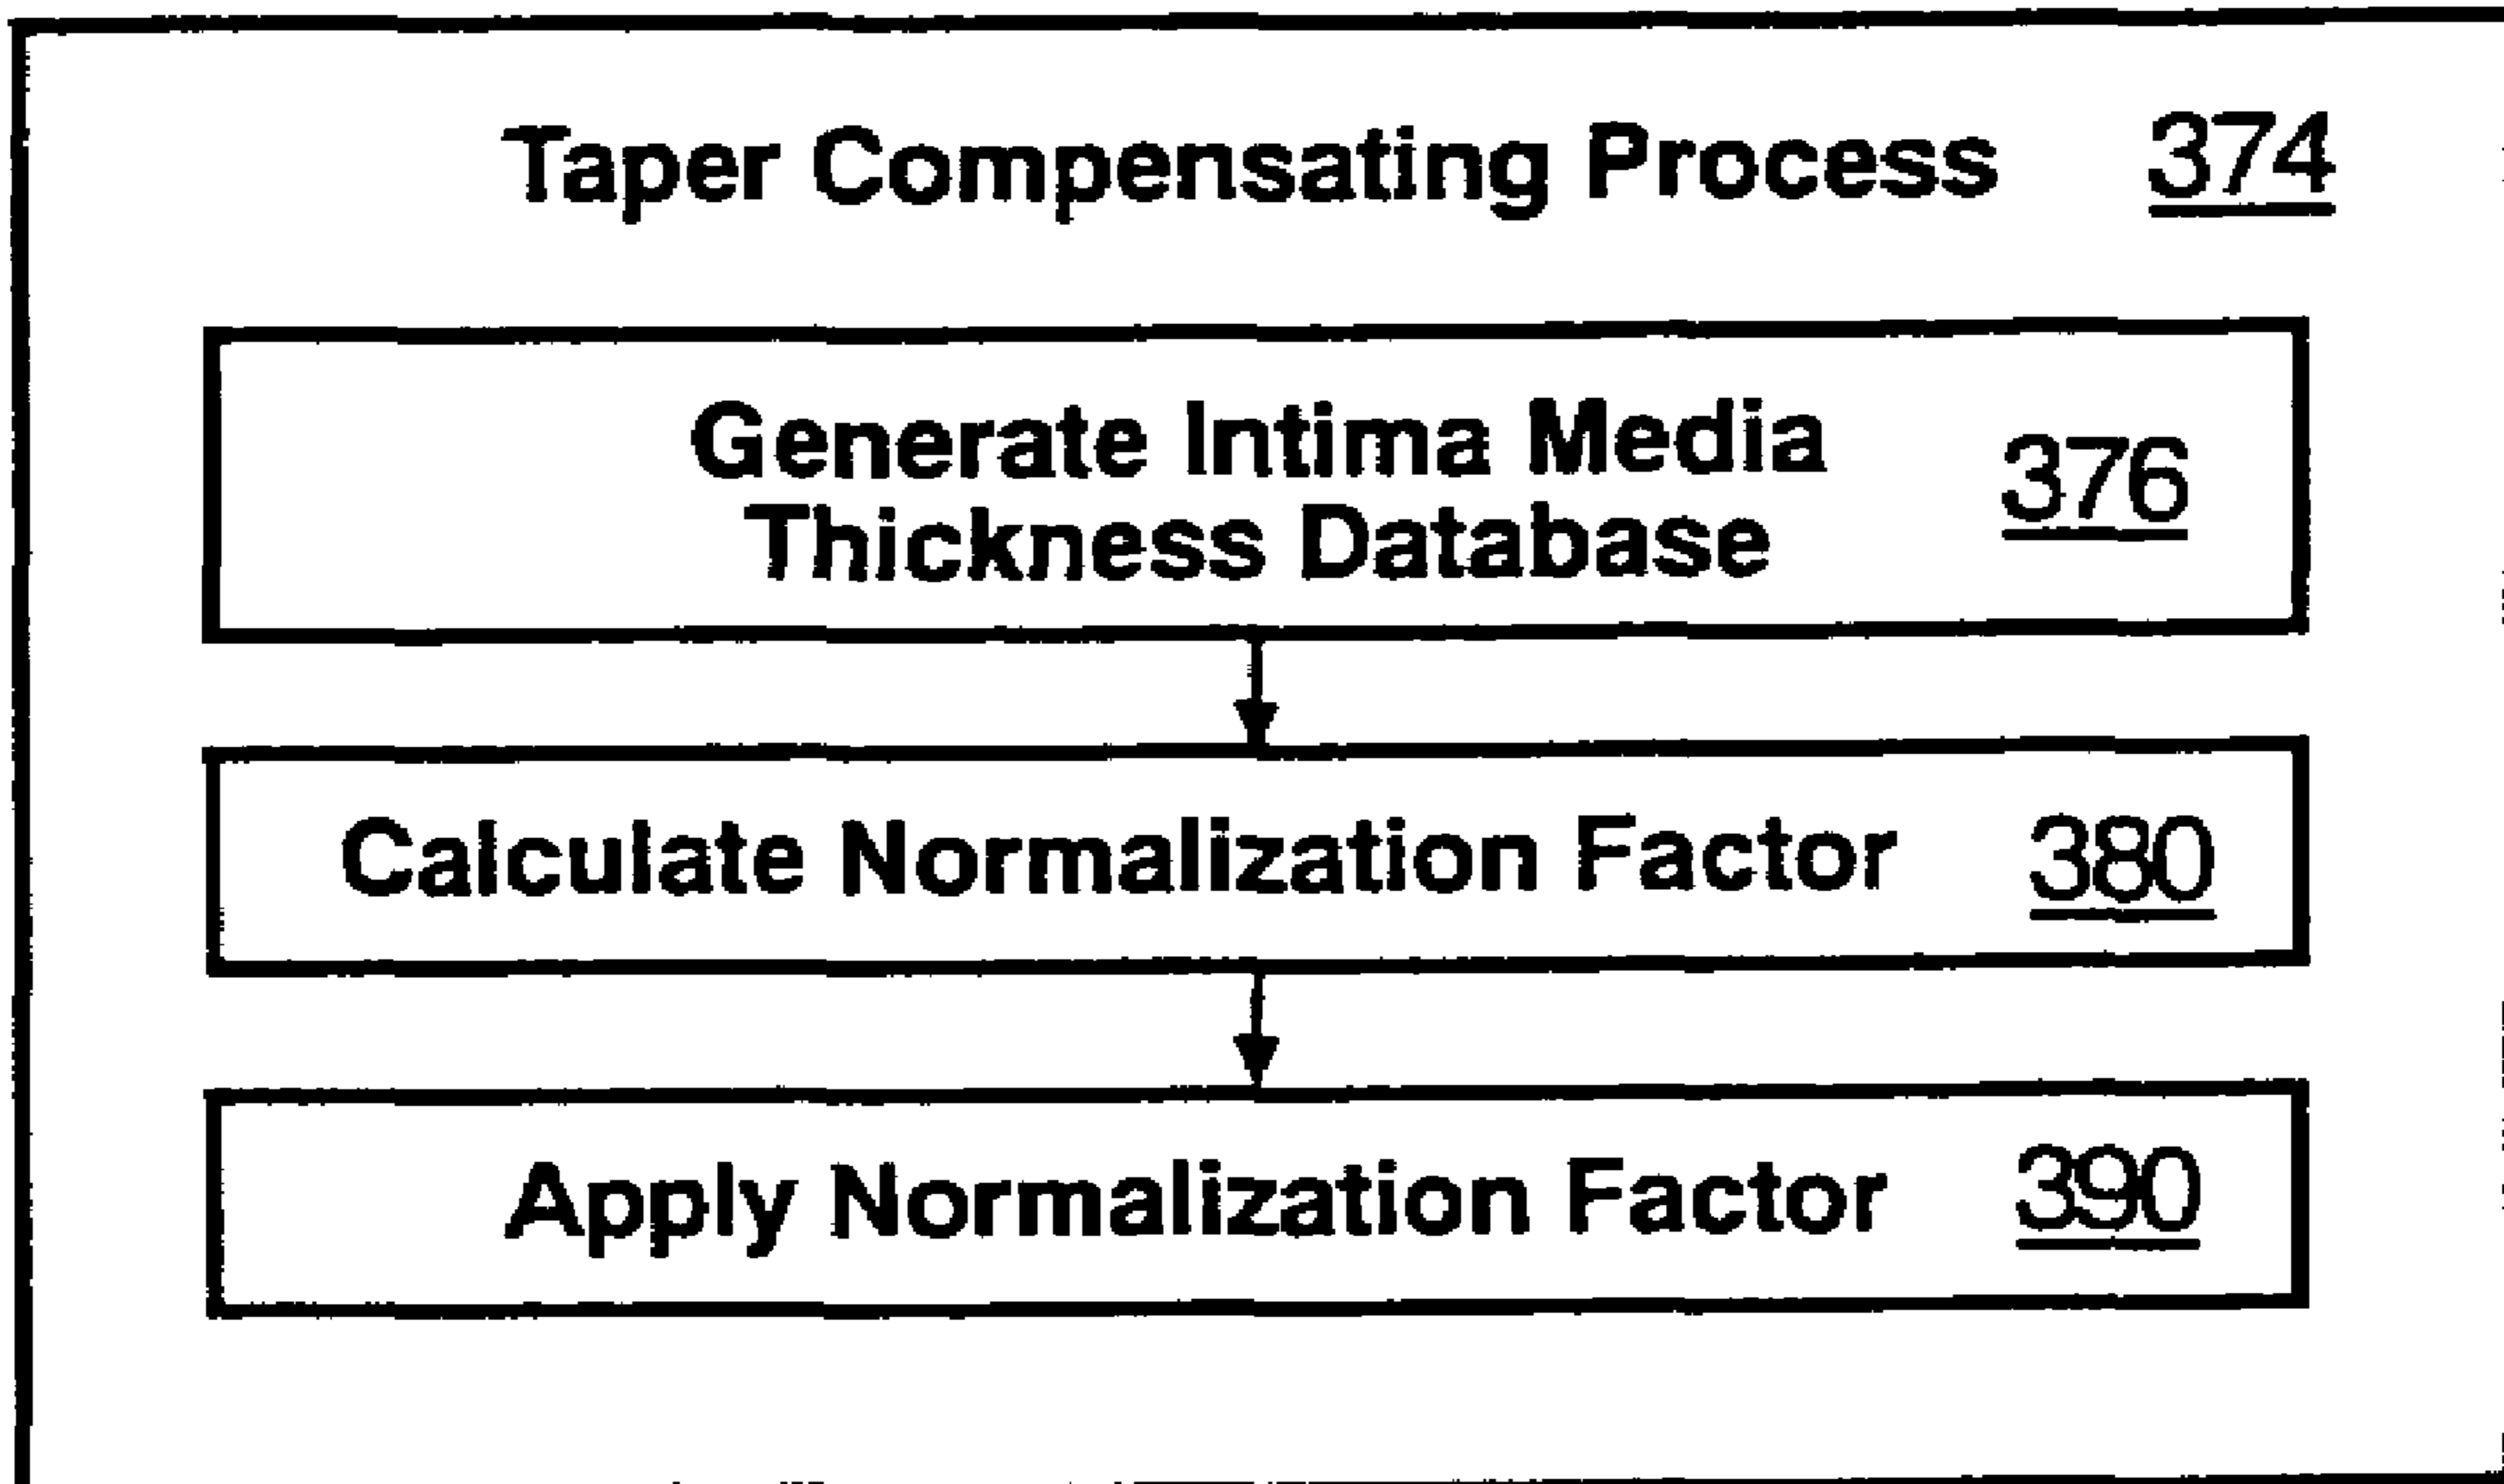 Taper Compensating Process 374
Generate Intima Media
Thickness Database 376
Calculate Normalization Factor 380
Apply Normalization Factor 390